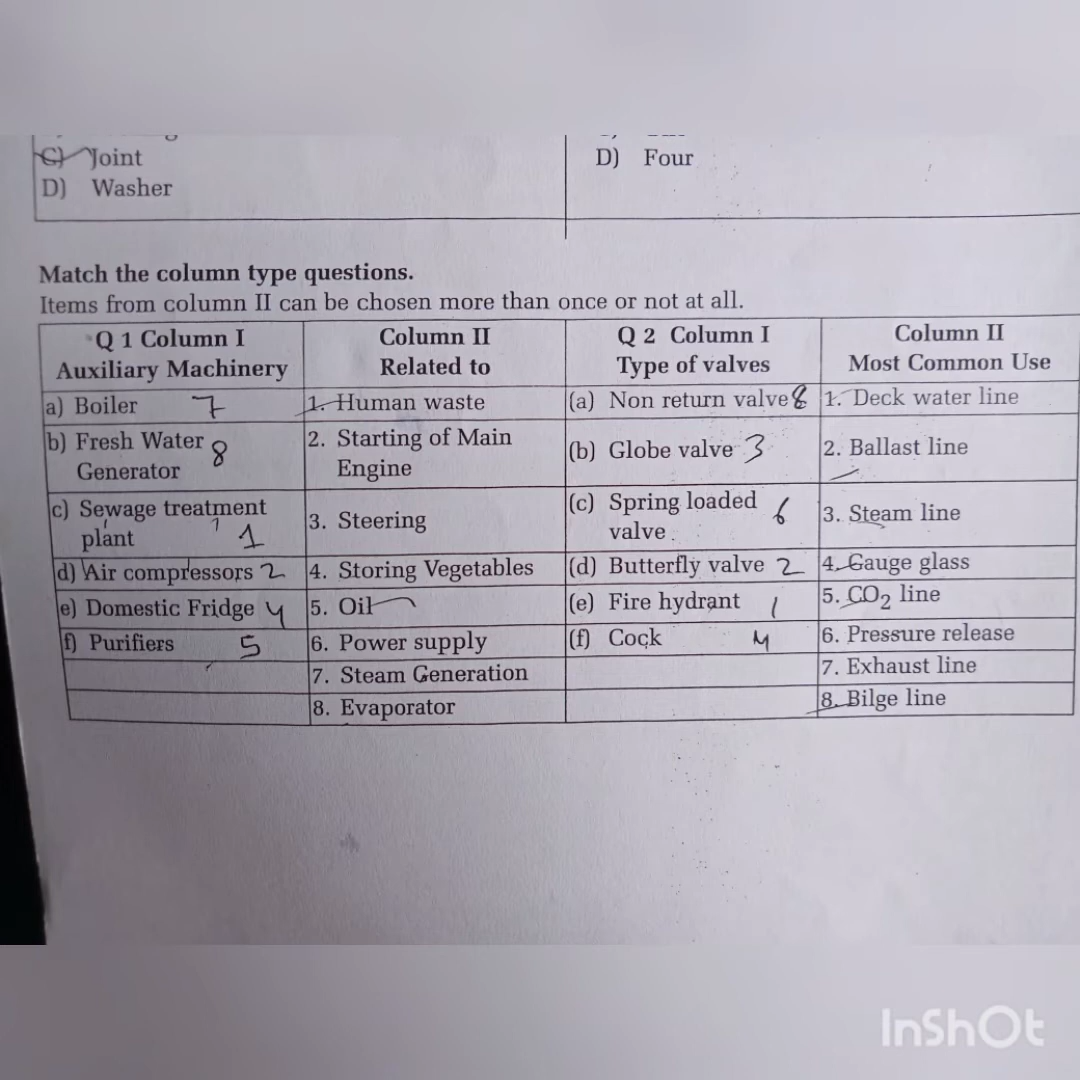 C) Joint
D) Washer
D) Four
Match the column type questions.
Items from column II can be chosen more than once or not at all.
Q 1 Column I Auxiliary Machinery
Column II Related to
Q 2 Column I Type of valves
Column II Most Common Use
a) Boiler 7
1. Human waste
(a) Non return valve 8
1. Deck water line
b) Fresh Water Generator 8
2. Starting of Main Engine
(b) Globe valve 3
2. Ballast line
c) Sewage treatment plant 1
3. Steering
(c) Spring loaded valve 6
3. Steam line
d) Air compressors 2
4. Storing Vegetables
(d) Butterfly valve 2
4. Gauge glass
e) Domestic Fridge 4
5. Oil
(e) Fire hydrant 1
5. CO2 line
f) Purifiers 5
6. Power supply
(f) Cock 4
6. Pressure release
7. Steam Generation
7. Exhaust line
8. Evaporator
8. Bilge line
InShOt